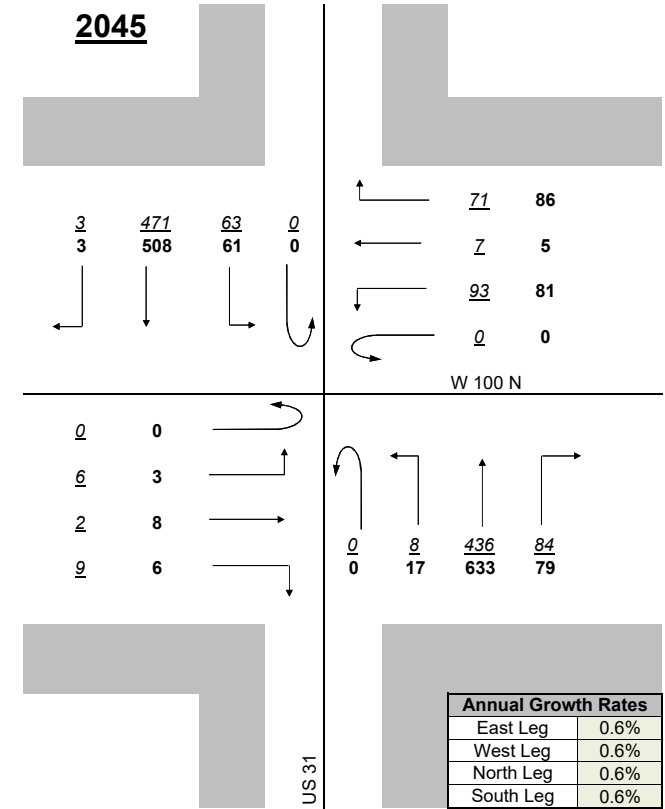 2045
71 86
3 471 63 0
3 508 61 0
7 5
93 81
0 0
W 100 N
0 0
6 3
2 8
9 6
0 8 436 84
0 17 633 79
US 31
Annual Growth Rates
East Leg 0.6%
West Leg 0.6%
North Leg 0.6%
South Leg 0.6%